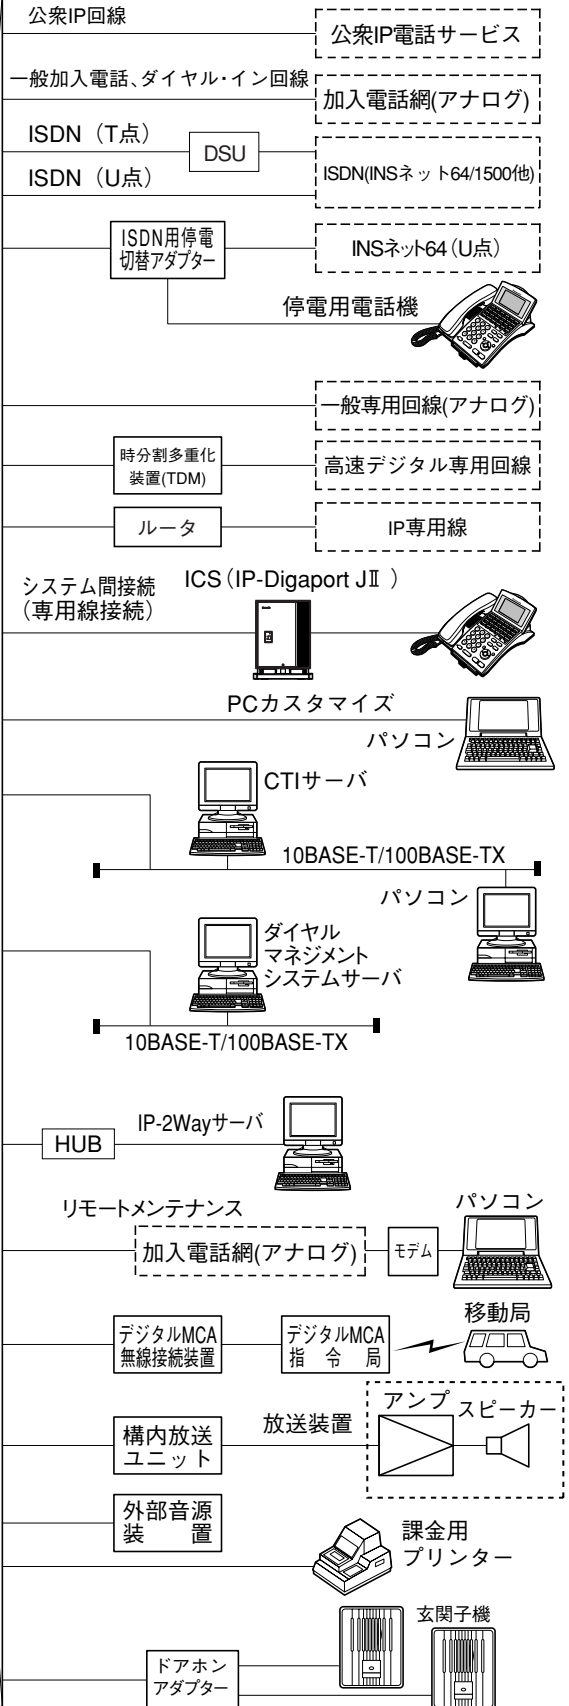 公衆IP回線
公衆IP電話サービス
一般加入電話、ダイヤル・イン回線
加入電話網(アナログ)
ISDN（T点）
DSU
ISDN（U点）
ISDN(INSネット64/1500他)
ISDN用停電
切替アダプター
INSネット64（U点）
停電用電話機
一般専用回線(アナログ)
時分割多重化
装置(TDM)
高速デジタル専用回線
ルータ
IP専用線
システム間接続
（専用線接続）
ICS（IP-Digaport JⅡ ）
PCカスタマイズ
パソコン
CTIサーバ
10BASE-T/100BASE-TX
パソコン
ダイヤル
マネジメント
システムサーバ
10BASE-T/100BASE-TX
IP-2Wayサーバ
HUB
リモートメンテナンス
パソコン
加入電話網(アナログ)
モデム
移動局
デジタルMCA
無線接続装置
デジタルMCA
指 令 局
アンプ
スピーカー
放送装置
構内放送
ユニット
外部音源
装 置
課金用
プリンター
玄関子機
ドアホン
アダプター